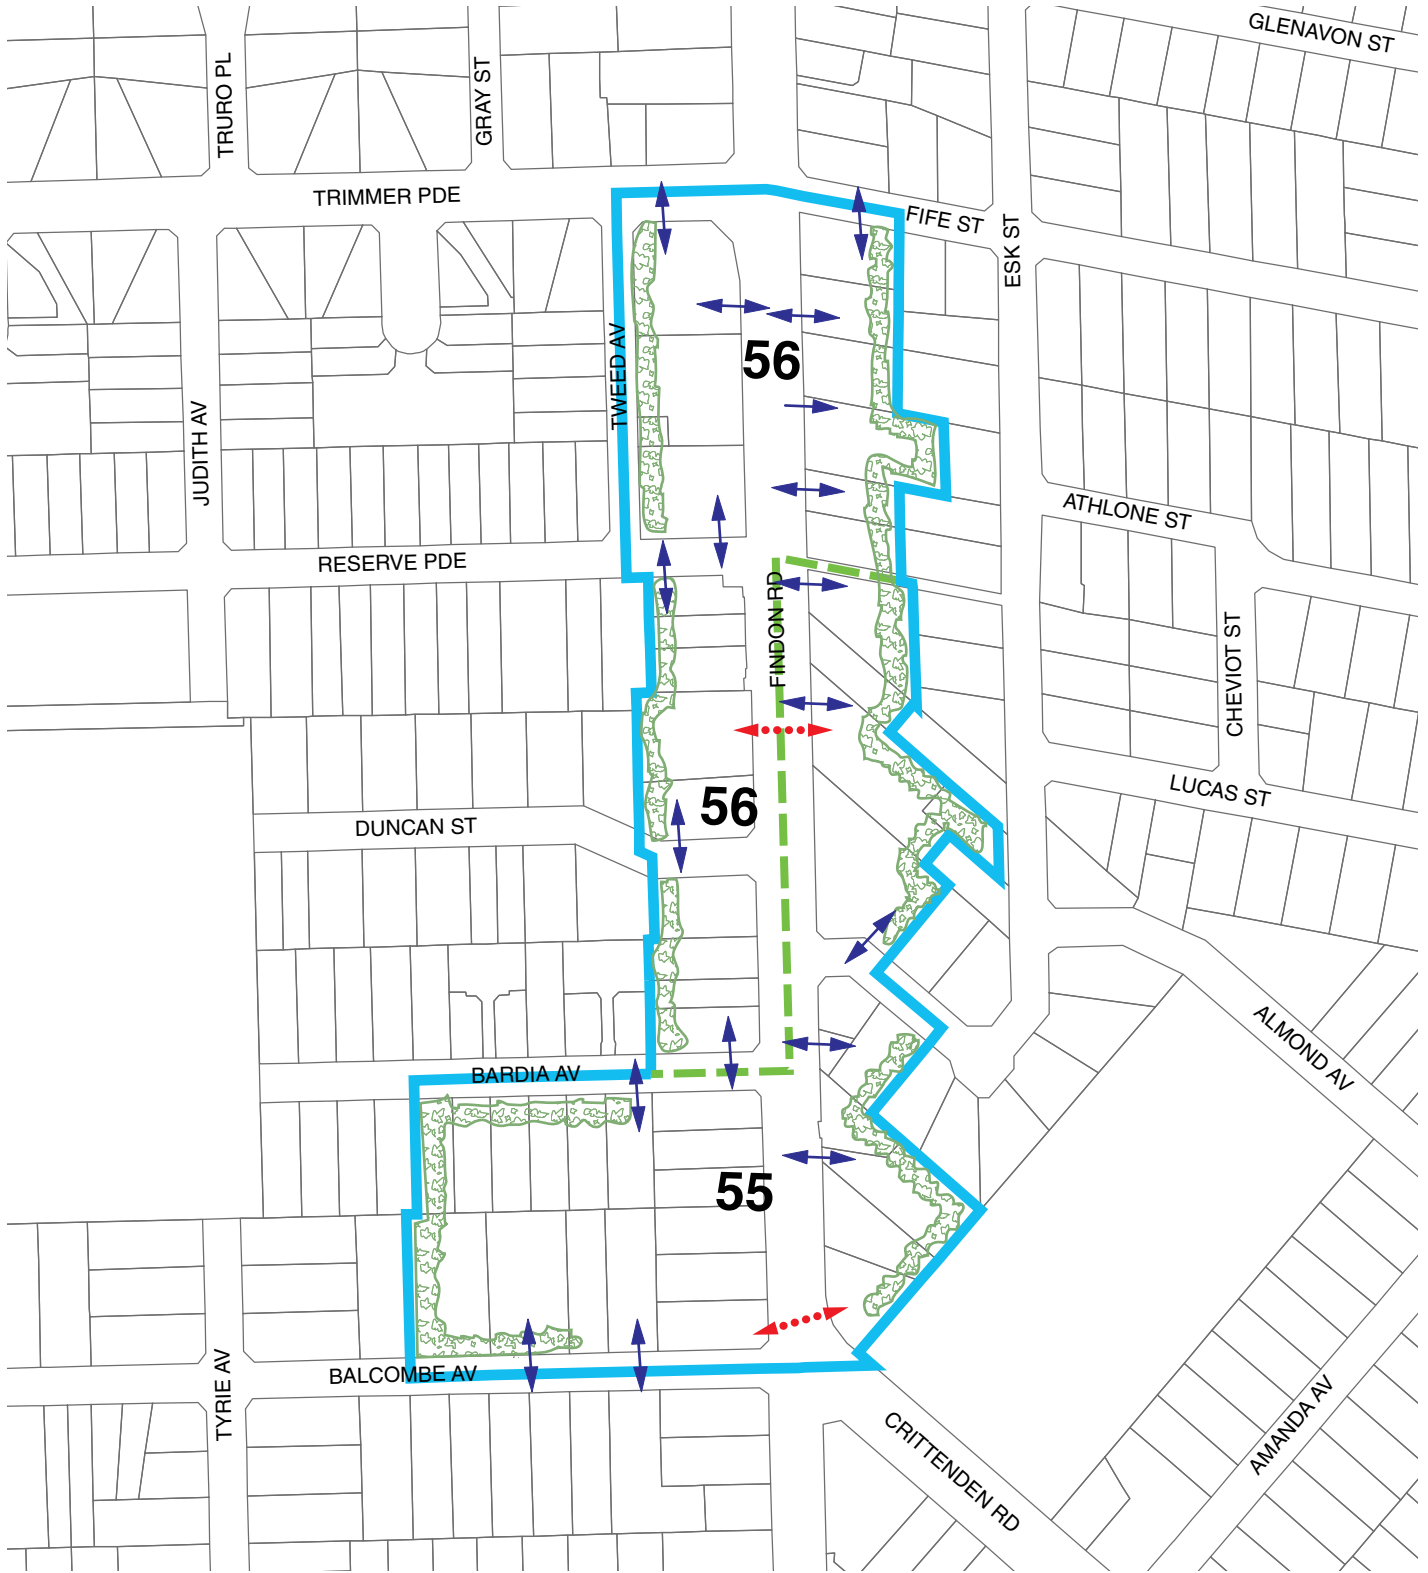 GLENAVON ST
TRURO PL
GRAY ST
TRIMMER PDE
FIFE ST
ESK ST
TWEED AV
56
JUDITH AV
ATHLONE ST
RESERVE PDE
FINDON RD
CHEVIOT ST
LUCAS ST
56
DUNCAN ST
ALMOND AV
BARDIA AV
55
BALCOMBE AV
TYRIE AV
CRITTENDEN RD
AMANDA AV